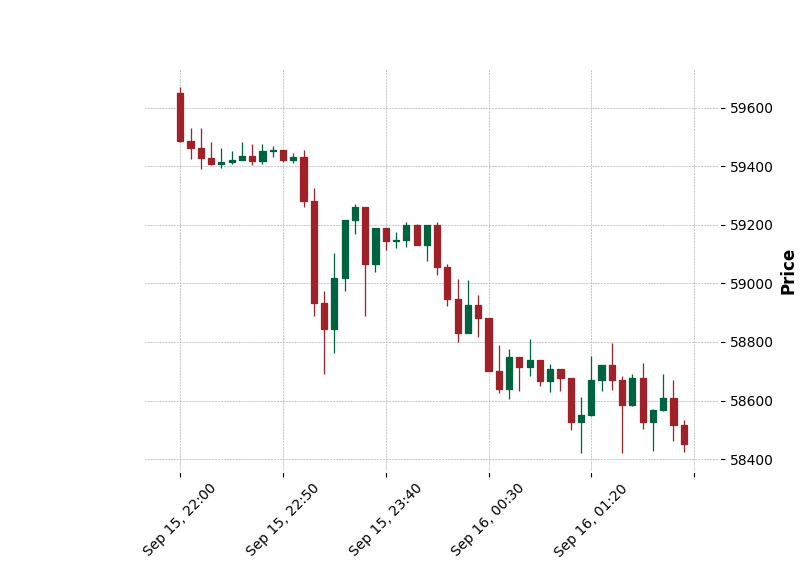 59600
59400
59200
59000
58800
58600
58400
Price
Sep 15, 22:00
Sep 15, 22:50
Sep 15, 23:40
Sep 16, 00:30
Sep 16, 01:20